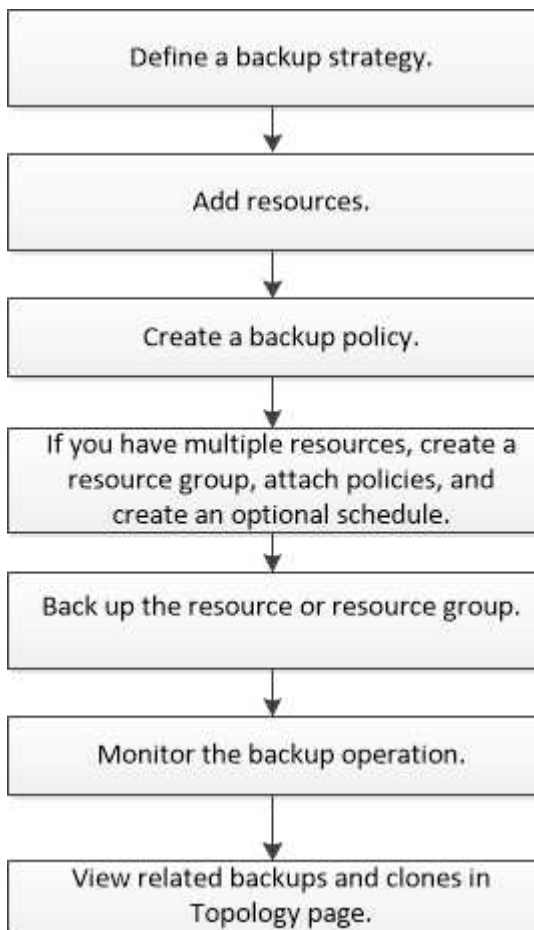 Define a backup strategy.
Add resources.
Create a backup policy.
If you have multiple resources, create a
resource group, attach policies, and
create an optional schedule.
Back up the resource or resource group.
Monitor the backup operation.
View related backups and clones in
Topology page.